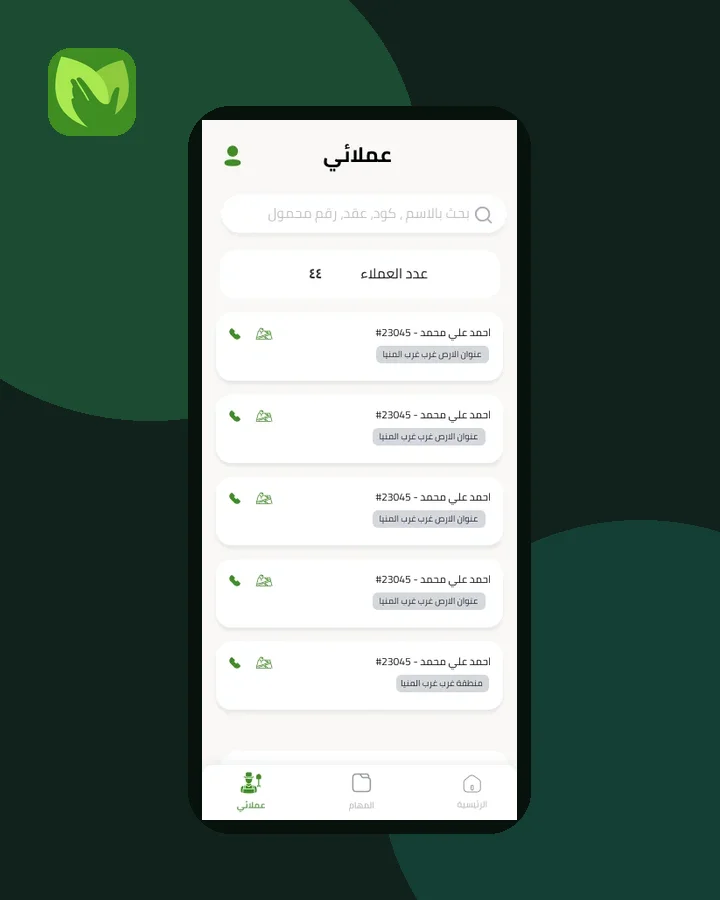 عملائي
بحث بالاسم , كود, عقد, رقم محمول
عدد العملاء ٤٤
احمد علي محمد - 23045#
عنوان الارض غرب غرب المنيا
احمد علي محمد - 23045#
عنوان الارض غرب غرب المنيا
احمد علي محمد - 23045#
عنوان الارض غرب غرب المنيا
احمد علي محمد - 23045#
عنوان الارض غرب غرب المنيا
احمد علي محمد - 23045#
منطقة غرب غرب المنيا
الرئيسية المهام عملائي